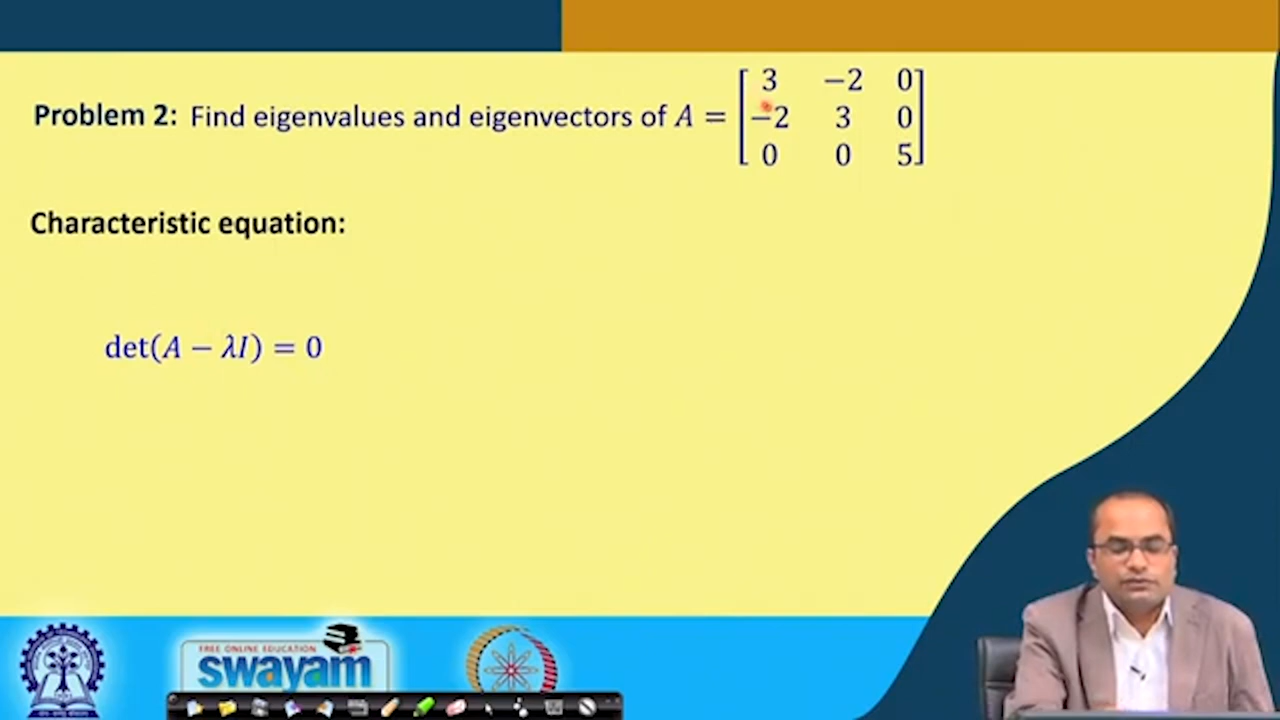 Problem 2: Find eigenvalues and eigenvectors of A = [ 3 −2 0 ]
[ −2 3 0 ]
[ 0 0 5 ]
Characteristic equation:
det(A − λI) = 0
FREE ONLINE EDUCATION
swayam